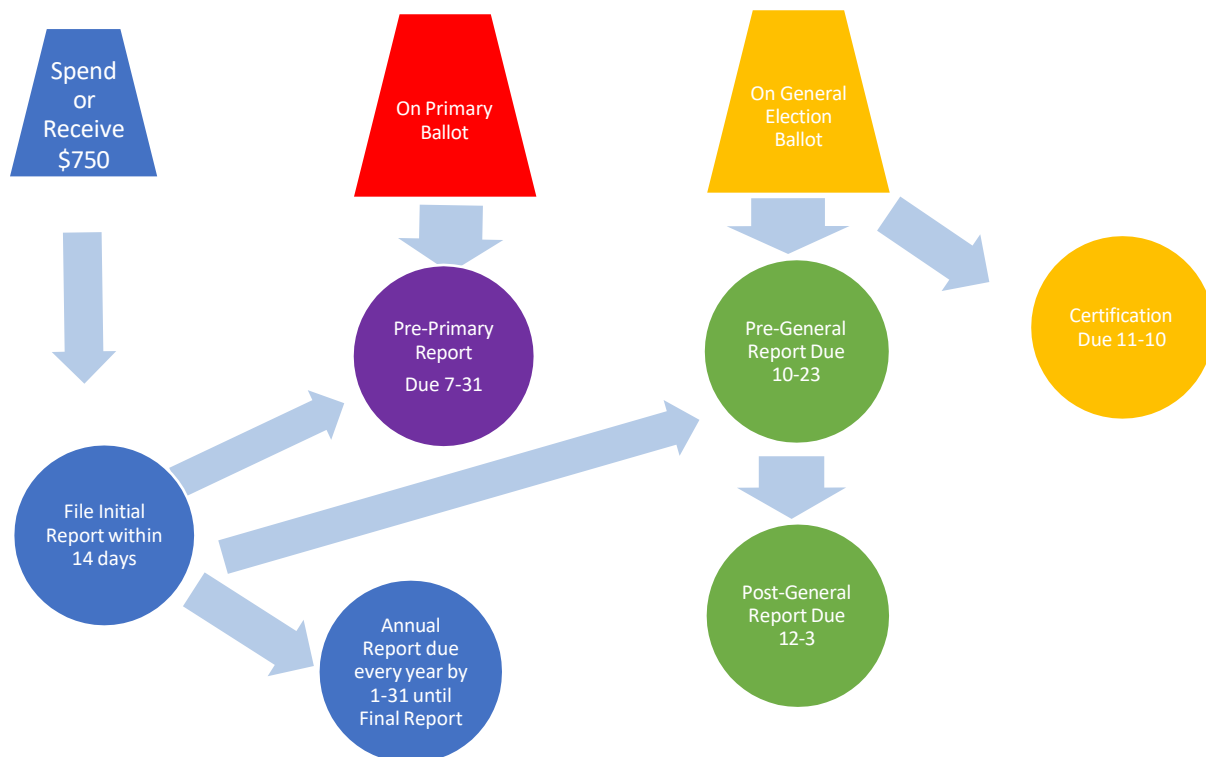 Spend
or
Receive
$750
On Primary
Ballot
On General
Election
Ballot
Pre-Primary
Report
Due 7-31
Pre-General
Report Due
10-23
Certification
Due 11-10
File Initial
Report within
14 days
Annual
Report due
every year by
1-31 until
Final Report
Post-General
Report Due
12-3